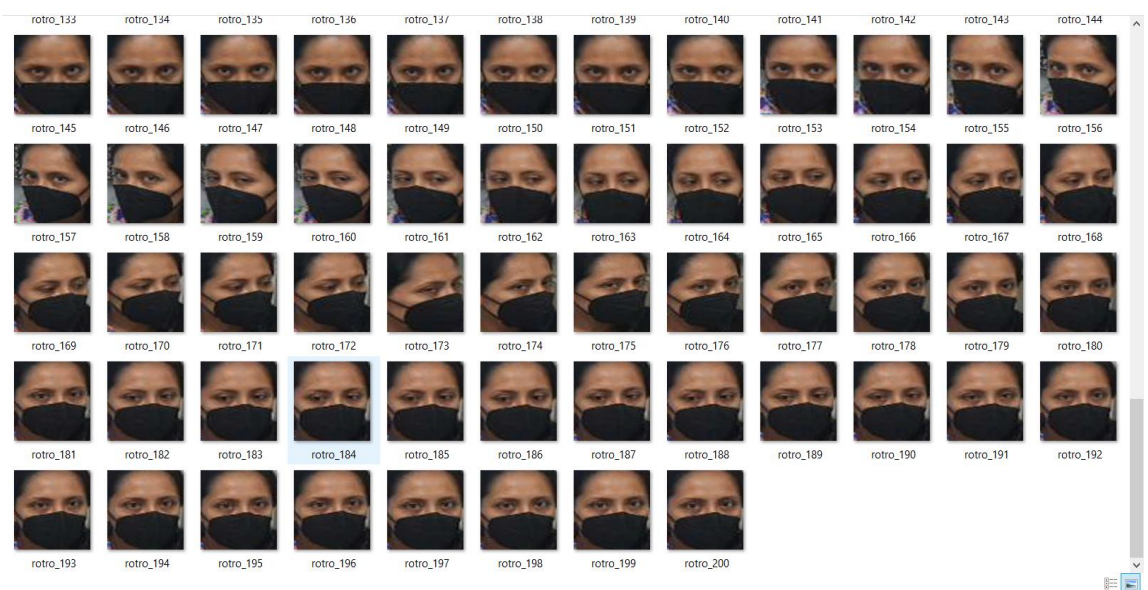 rotro_133 rotro_134 rotro_135 rotro_136 rotro_137 rotro_138 rotro_139 rotro_140 rotro_141 rotro_142 rotro_143 rotro_144
rotro_145 rotro_146 rotro_147 rotro_148 rotro_149 rotro_150 rotro_151 rotro_152 rotro_153 rotro_154 rotro_155 rotro_156
rotro_157 rotro_158 rotro_159 rotro_160 rotro_161 rotro_162 rotro_163 rotro_164 rotro_165 rotro_166 rotro_167 rotro_168
rotro_169 rotro_170 rotro_171 rotro_172 rotro_173 rotro_174 rotro_175 rotro_176 rotro_177 rotro_178 rotro_179 rotro_180
rotro_181 rotro_182 rotro_183 rotro_184 rotro_185 rotro_186 rotro_187 rotro_188 rotro_189 rotro_190 rotro_191 rotro_192
rotro_193 rotro_194 rotro_195 rotro_196 rotro_197 rotro_198 rotro_199 rotro_200